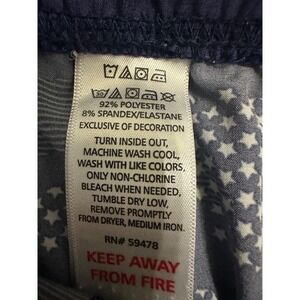 92% POLYESTER
8% SPANDEX/ELASTANE
EXCLUSIVE OF DECORATION
TURN INSIDE OUT,
MACHINE WASH COOL,
WASH WITH LIKE COLORS,
ONLY NON-CHLORINE
BLEACH WHEN NEEDED,
TUMBLE DRY LOW,
REMOVE PROMPTLY
FROM DRYER, MEDIUM IRON.
RN# 59478
KEEP AWAY
FROM FIRE